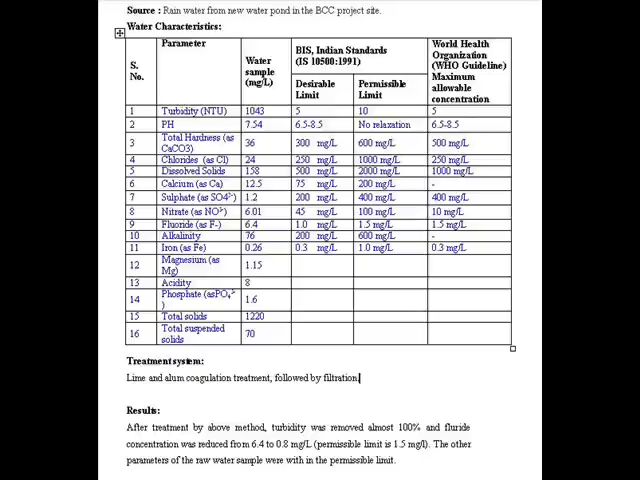 Source : Rain water from new water pond in the BCC project site.
Water Characteristics:
S. No. Parameter Water sample (mg/L) BIS, Indian Standards (IS 10500:1991) World Health Organization (WHO Guideline) Maximum allowable concentration
Desirable Limit Permissible Limit
1 Turbidity (NTU) 1043 5 10 5
2 PH 7.54 6.5-8.5 No relaxation 6.5-8.5
3 Total Hardness (as CaCO3) 36 300 mg/L 600 mg/L 500 mg/L
4 Chlorides (as Cl) 24 250 mg/L 1000 mg/L 250 mg/L
5 Dissolved Solids 158 500 mg/L 2000 mg/L 1000 mg/L
6 Calcium (as Ca) 12.5 75 mg/L 200 mg/L -
7 Sulphate (as SO4²⁻) 1.2 200 mg/L 400 mg/L 400 mg/L
8 Nitrate (as NO³⁻) 6.01 45 mg/L 100 mg/L 10 mg/L
9 Fluoride (as F-) 6.4 1.0 mg/L 1.5 mg/L 1.5 mg/L
10 Alkalinity 76 200 mg/L 600 mg/L -
11 Iron (as Fe) 0.26 0.3 mg/L 1.0 mg/L 0.3 mg/L
12 Magnesium (as Mg) 1.15
13 Acidity 8
14 Phosphate (asPO₄³⁻ ) 1.6
15 Total solids 1220
16 Total suspended solids 70
Treatment system:
Lime and alum coagulation treatment, followed by filtration.
Results:
After treatment by above method, turbidity was removed almost 100% and fluride
concentration was reduced from 6.4 to 0.8 mg/L (permissible limit is 1.5 mg/l). The other
parameters of the raw water sample were with in the permissible limit.